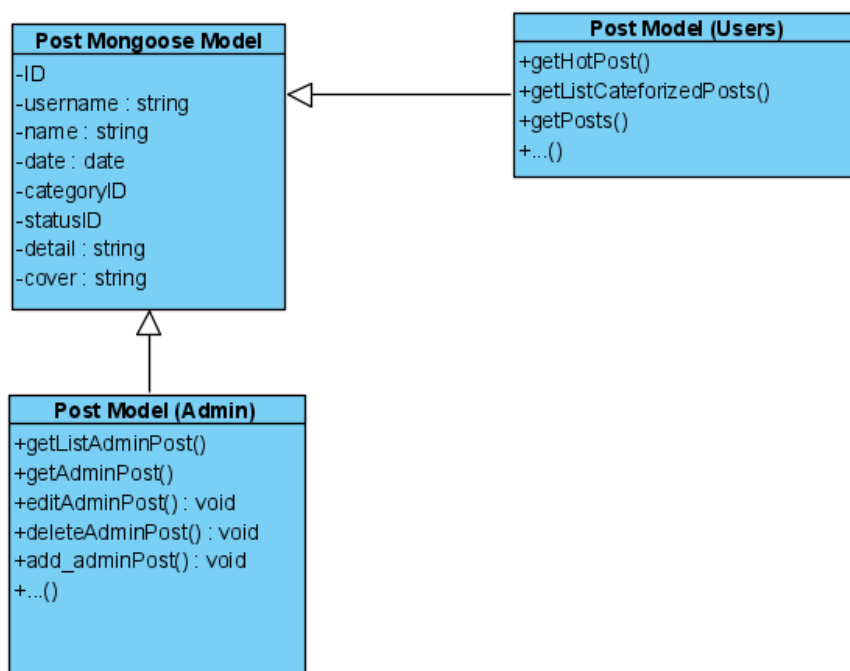 Post Mongoose Model
-ID
-username : string
-name : string
-date : date
-categoryID
-statusID
-detail : string
-cover : string
Post Model (Users)
+getHotPost()
+getListCateforizedPosts()
+getPosts()
+...()
Post Model (Admin)
+getListAdminPost()
+getAdminPost()
+editAdminPost() : void
+deleteAdminPost() : void
+add_adminPost() : void
+...()